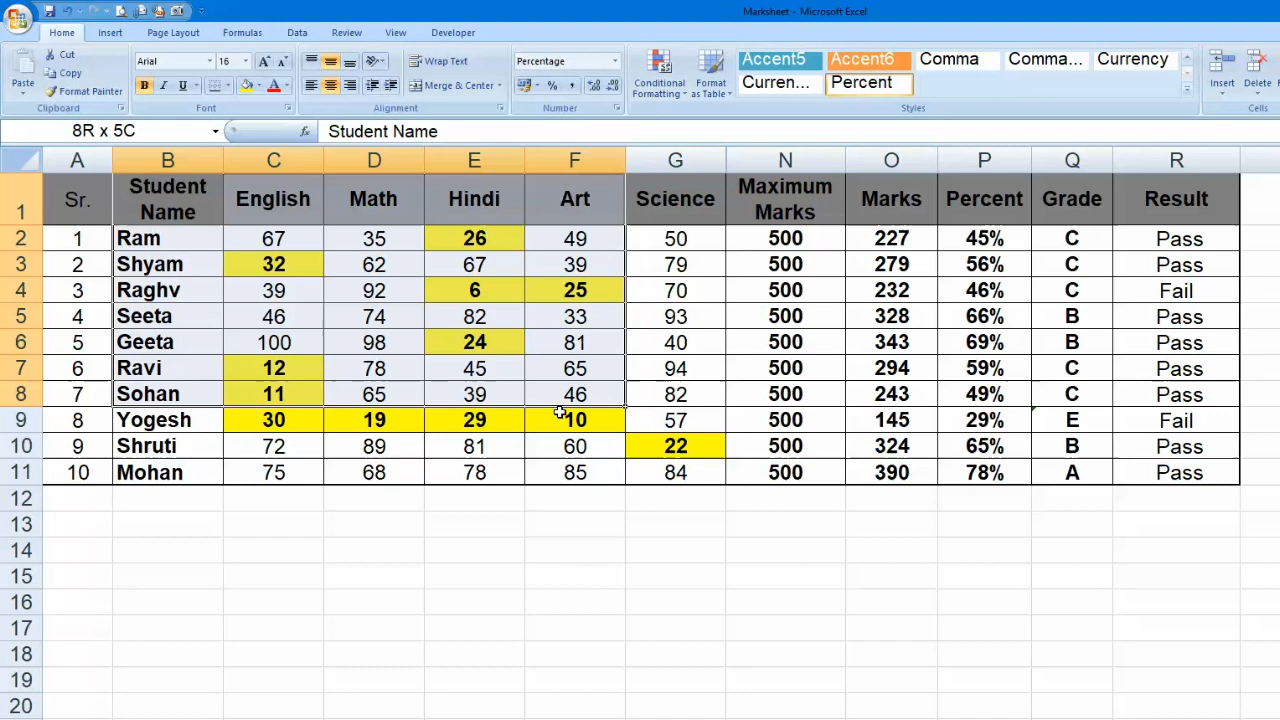 Marksheet - Microsoft Excel
Home Insert Page Layout Formulas Data Review View Developer
Paste
Cut
Copy
Format Painter
Clipboard
Arial 16 A A
B I U A
Font
Wrap Text
Merge & Center
Alignment
Percentage
% ,
Number
Conditional Formatting
Format as Table
Accent5 Accent6 Comma Comma... Currency
Curren... Percent
Styles
Insert Delete
Cells
8R x 5C fx Student Name
A B C D E F G N O P Q R
1 Sr. Student Name English Math Hindi Art Science Maximum Marks Marks Percent Grade Result
2 1 Ram 67 35 26 49 50 500 227 45% C Pass
3 2 Shyam 32 62 67 39 79 500 279 56% C Pass
4 3 Raghv 39 92 6 25 70 500 232 46% C Fail
5 4 Seeta 46 74 82 33 93 500 328 66% B Pass
6 5 Geeta 100 98 24 81 40 500 343 69% B Pass
7 6 Ravi 12 78 45 65 94 500 294 59% C Pass
8 7 Sohan 11 65 39 46 82 500 243 49% C Pass
9 8 Yogesh 30 19 29 10 57 500 145 29% E Fail
10 9 Shruti 72 89 81 60 22 500 324 65% B Pass
11 10 Mohan 75 68 78 85 84 500 390 78% A Pass
12
13
14
15
16
17
18
19
20